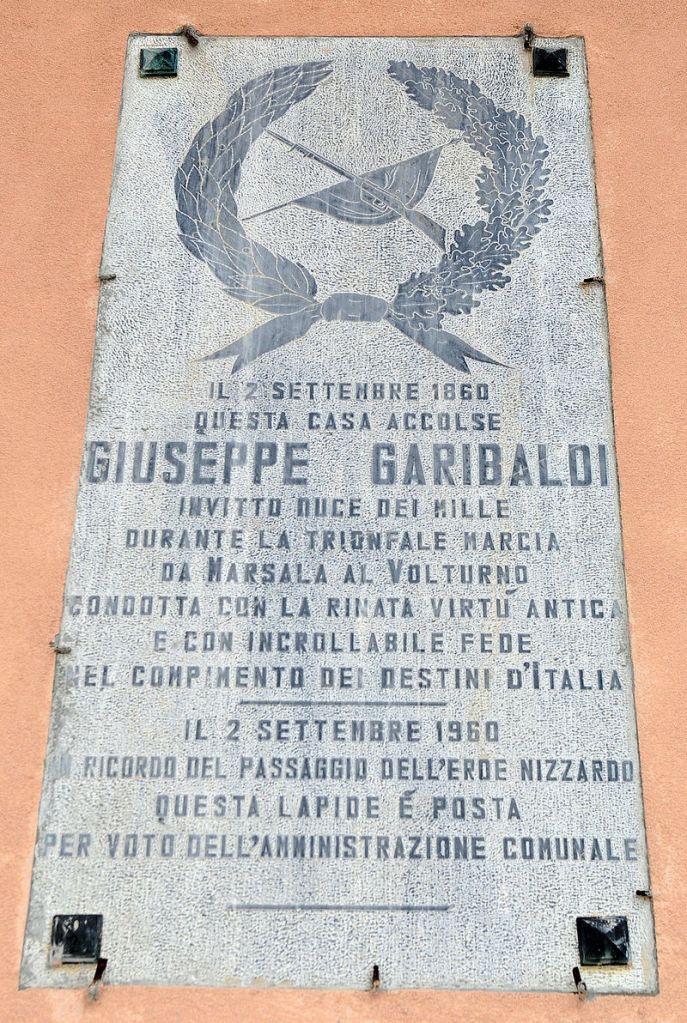 IL 2 SETTEMBRE 1860
QUESTA CASA ACCOLSE
GIUSEPPE GARIBALDI
INVITTO DUCE DEI MILLE
DURANTE LA TRIONFALE MARCIA
DA MARSALA AL VOLTURNO
CONDOTTA CON LA RINATA VIRTÚ ANTICA
E CON INCROLLABILE FEDE
NEL COMPIMENTO DEI DESTINI D'ITALIA
IL 2 SETTEMBRE 1960
IN RICORDO DEL PASSAGGIO DELL'EROE NIZZARDO
QUESTA LAPIDE É POSTA
PER VOTO DELL'AMMINISTRAZIONE COMUNALE